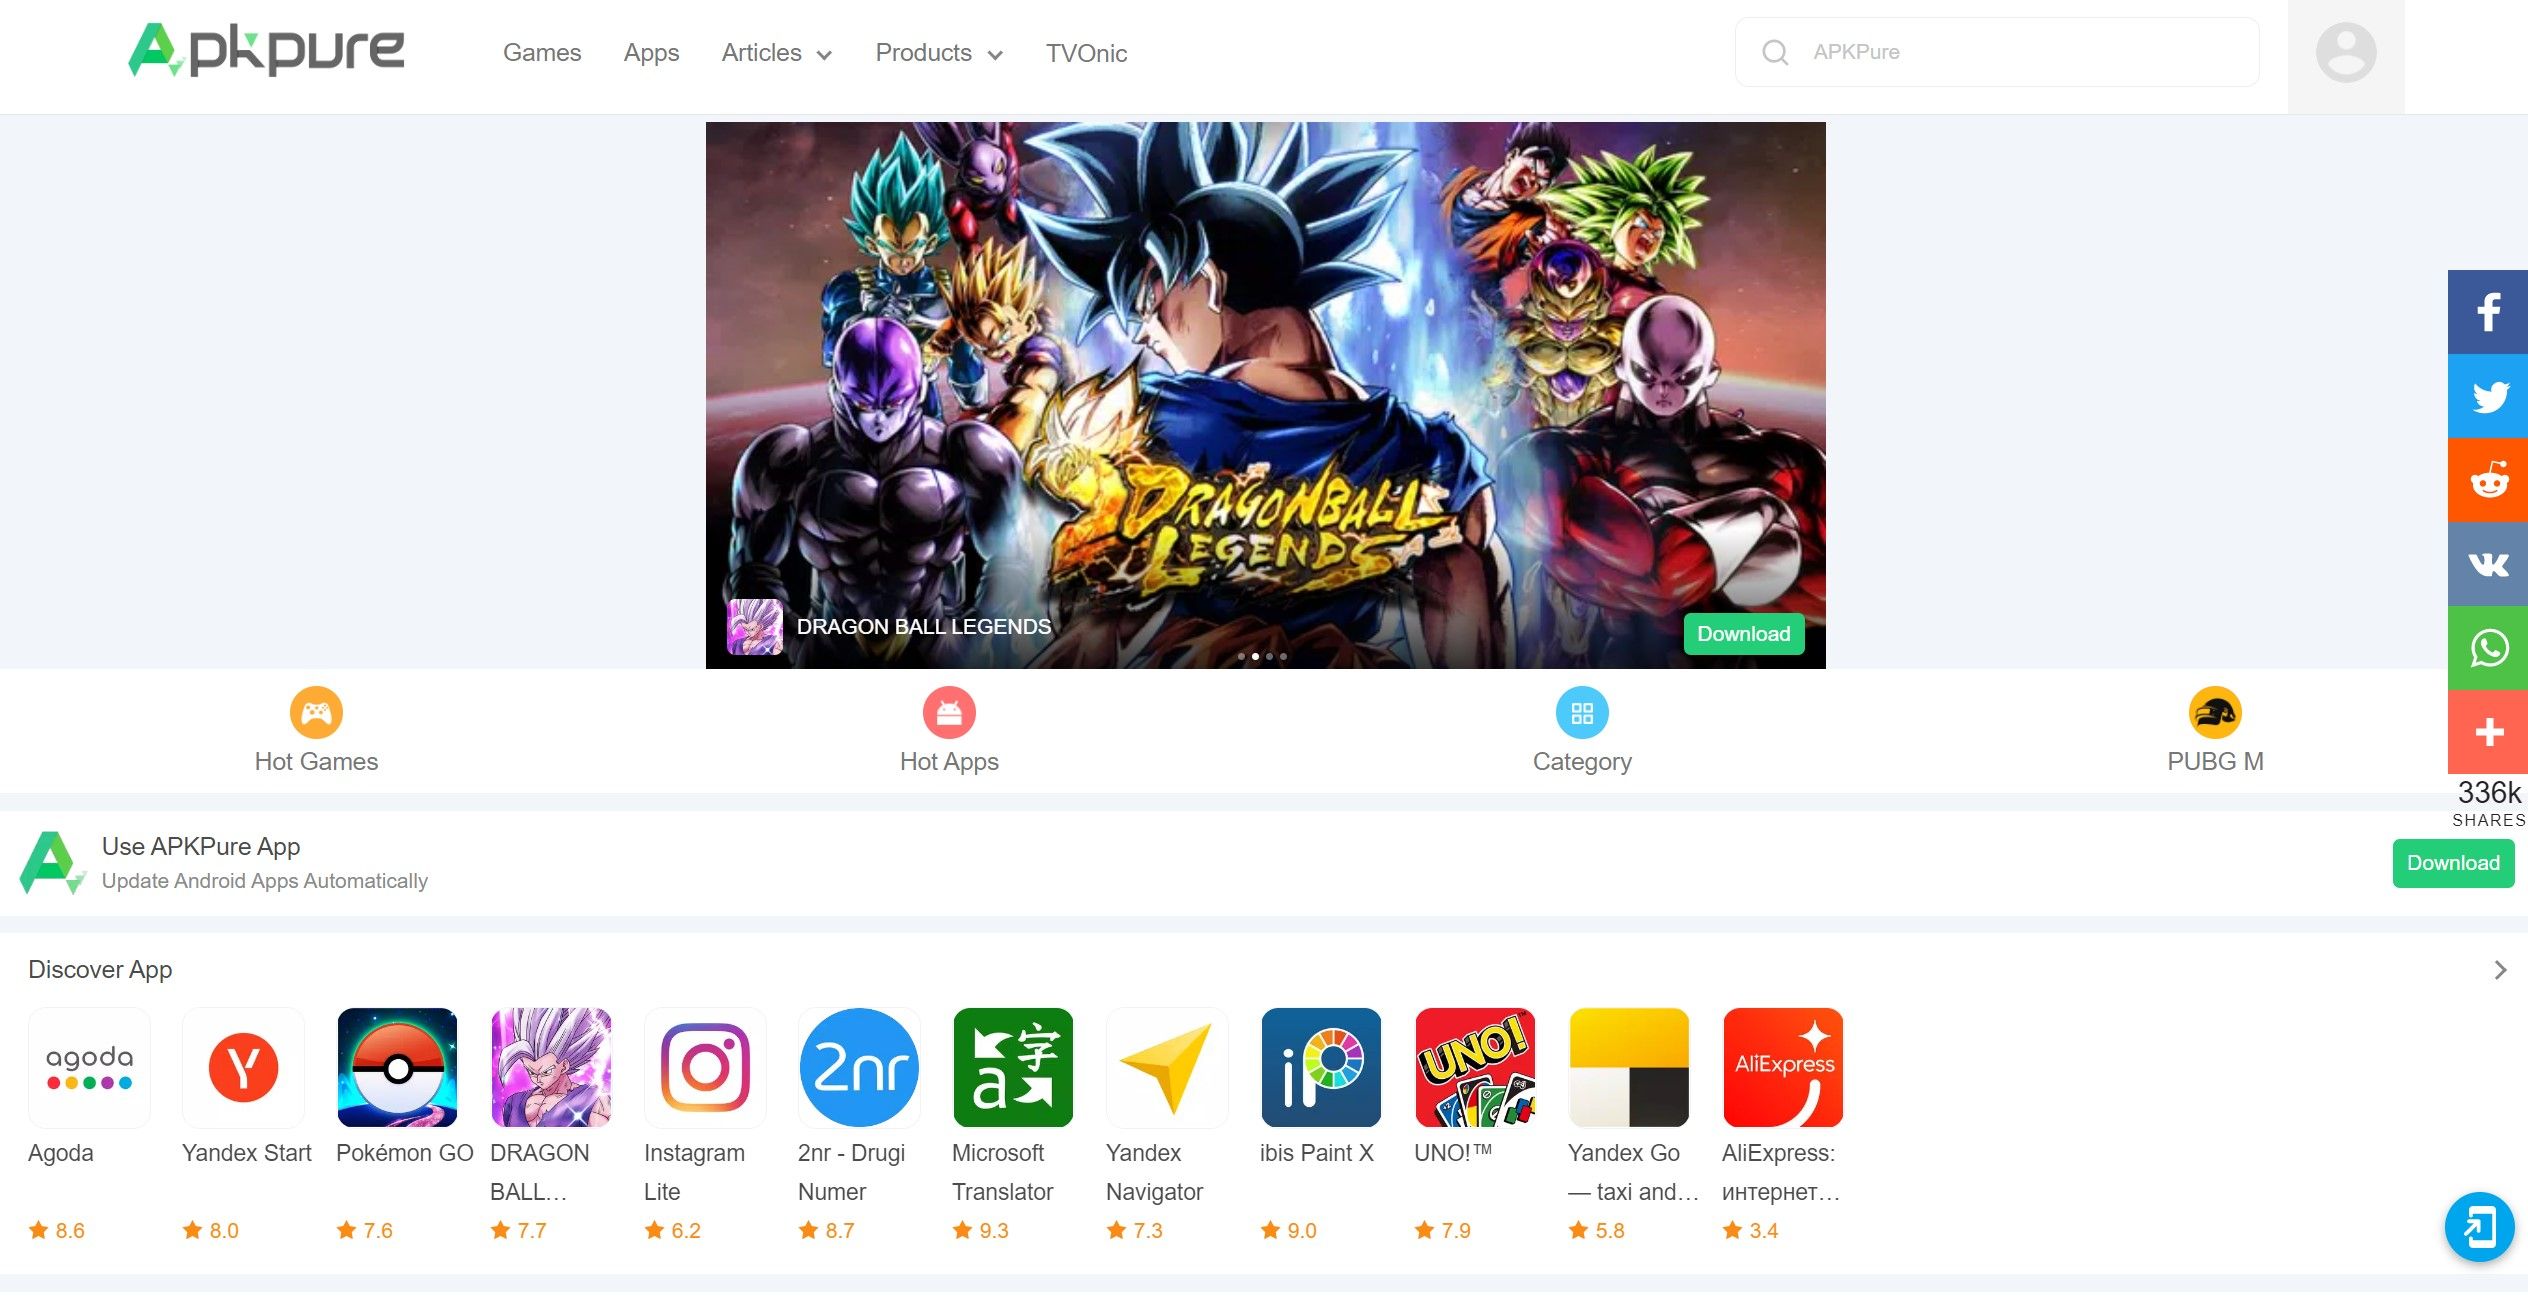 Apkpure
Games
Apps
Articles
Products
TVOnic
APKPure
DRAGONBALL
LEGENDS
DRAGON BALL LEGENDS
Download
Hot Games
Hot Apps
Category
PUBG M
336k
SHARES
Use APKPure App
Update Android Apps Automatically
Download
Discover App
agoda
Y
2nr
字
a
iP
UNO!™
AliExpress
Agoda
8.6
Yandex Start
8.0
Pokémon GO
7.6
DRAGON
BALL…
7.7
Instagram
Lite
6.2
2nr - Drugi
Numer
8.7
Microsoft
Translator
9.3
Yandex
Navigator
7.3
ibis Paint X
9.0
UNO!™
7.9
Yandex Go
— taxi and…
5.8
AliExpress:
интернет…
3.4